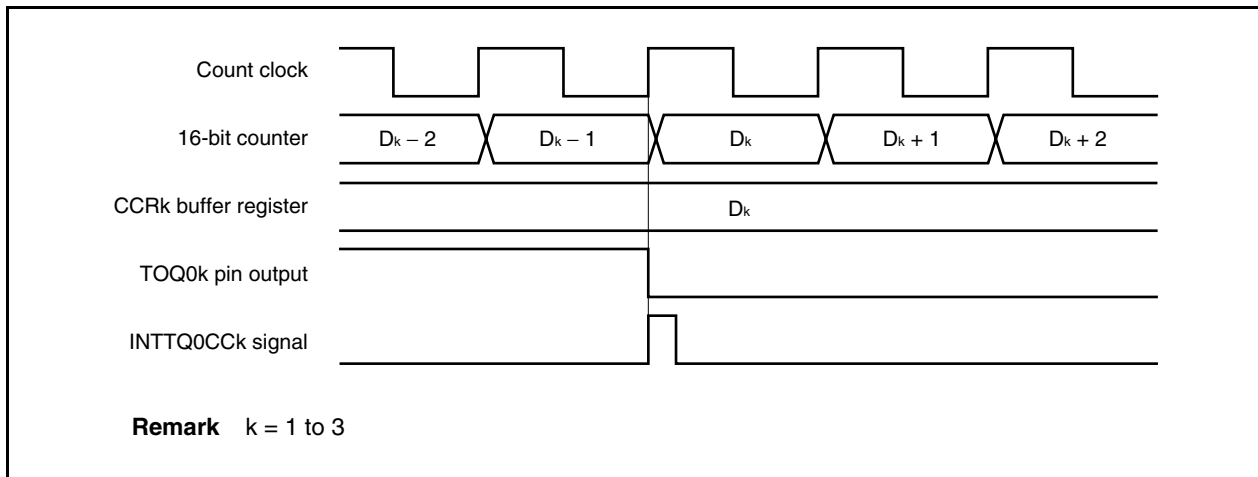 Count clock
16-bit counter
Dk − 2 Dk − 1 Dk Dk + 1 Dk + 2
CCRk buffer register
Dk
TOQ0k pin output
INTTQ0CCk signal
Remark k = 1 to 3